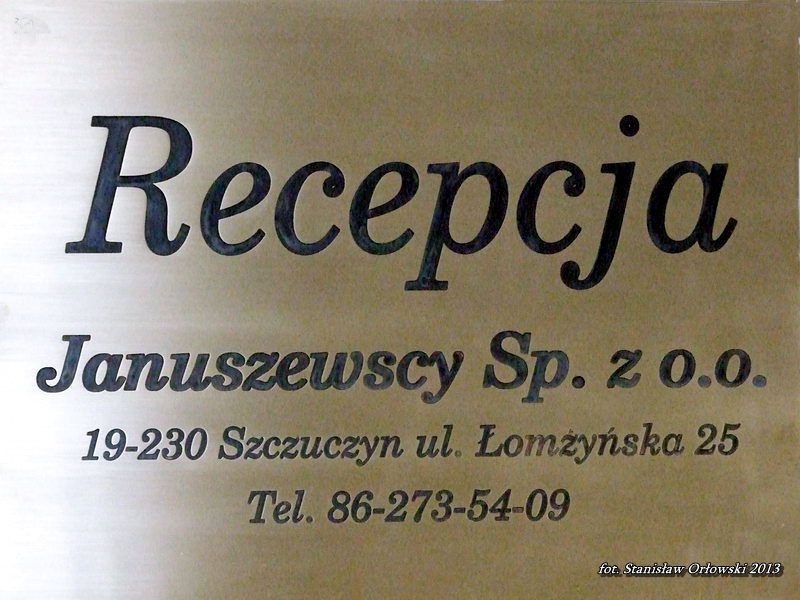 Recepcja
Januszewscy Sp. z o.o.
19-230 Szczuczyn ul. Łomżyńska 25
Tel. 86-273-54-09
fot. Stanisław Orłowski 2013